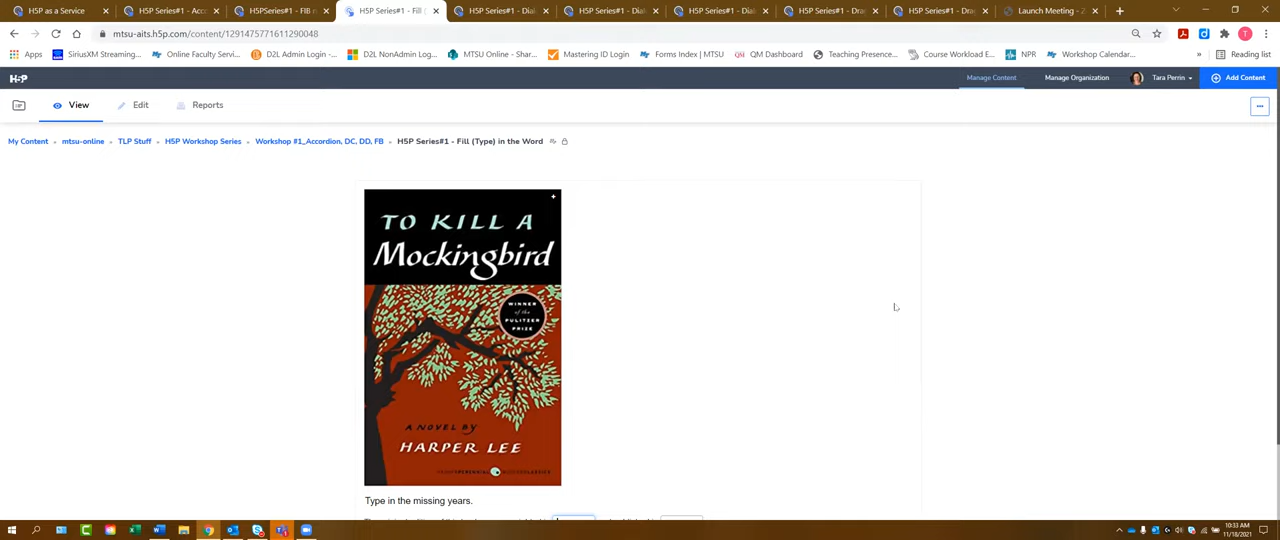 H5P as a Service
H5P Series#1 - Acc
H5PSeries#1 - FIB
H5P Series#1 - Fill (
H5P Series#1 - Dial
H5P Series#1 - Dial
H5P Series#1 - Dial
H5P Series#1 - Dra
H5P Series#1 - Dra
Launch Meeting - Z
mtsu-aits.h5p.com/content/1291475771611290048
Apps
SiriusXM Streaming...
Online Faculty Servi...
D2L Admin Login -...
D2L NonAdmin Log...
MTSU Online - Shar...
Mastering ID Login
Forms Index | MTSU
QM Dashboard
Teaching Presence...
Course Workload E...
NPR
Workshop Calendar...
Reading list
H5P
Manage Content
Manage Organization
Tara Perrin
Add Content
View
Edit
Reports
My Content
mtsu-online
TLP Stuff
H5P Workshop Series
Workshop #1_Accordion, DC, DD, FB
H5P Series#1 - Fill (Type) in the Word
TO KILL A
Mockingbird
WINNER
of the
PULITZER
PRIZE
A NOVEL BY
HARPER LEE
Type in the missing years.
10:33 AM
11/18/2021